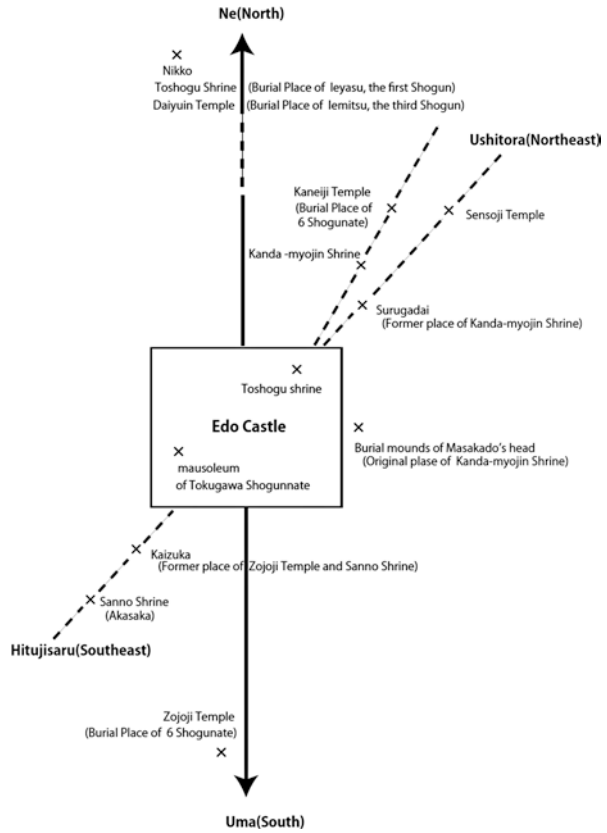 Ne(North)
Nikko
Toshogu Shrine (Burial Place of Ieyasu, the first Shogun)
Daiyuin Temple (Burial Place of Iemitsu, the third Shogun)
Ushitora(Northeast)
Kaneiji Temple
(Burial Place of
6 Shogunate)
Sensoji Temple
Kanda -myojin Shrine
Surugadai
(Former place of Kanda-myojin Shrine)
Toshogu shrine
Edo Castle
Burial mounds of Masakado's head
(Original plase of Kanda-myojin Shrine)
mausoleum
of Tokugawa Shogunnate
Kaizuka
(Former place of Zojoji Temple and Sanno Shrine)
Sanno Shrine
(Akasaka)
Hitujisaru(Southeast)
Zojoji Temple
(Burial Place of 6 Shogunate)
Uma(South)